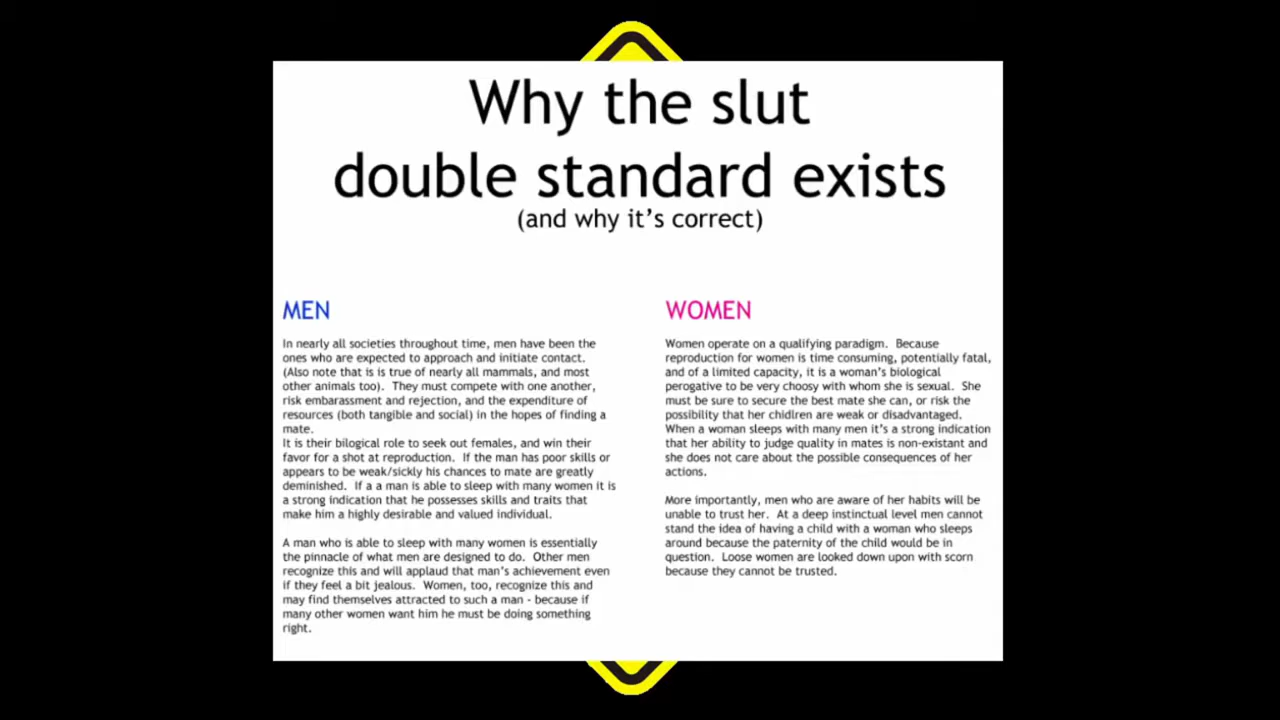 Why the slut
double standard exists
(and why it's correct)
MEN
In nearly all societies throughout time, men have been the
ones who are expected to approach and initiate contact.
(Also note that is is true of nearly all mammals, and most
other animals too). They must compete with one another,
risk embarassment and rejection, and the expenditure of
resources (both tangible and social) in the hopes of finding a
mate.
It is their bilogical role to seek out females, and win their
favor for a shot at reproduction. If the man has poor skills or
appears to be weak/sickly his chances to mate are greatly
deminished. If a a man is able to sleep with many women it is
a strong indication that he possesses skills and traits that
make him a highly desirable and valued individual.
A man who is able to sleep with many women is essentially
the pinnacle of what men are designed to do. Other men
recognize this and will applaud that man's achievement even
if they feel a bit jealous. Women, too, recognize this and
may find themselves attracted to such a man - because if
many other women want him he must be doing something
right.
WOMEN
Women operate on a qualifying paradigm. Because
reproduction for women is time consuming, potentially fatal,
and of a limited capacity, it is a woman's biological
perogative to be very choosy with whom she is sexual. She
must be sure to secure the best mate she can, or risk the
possibility that her chidlren are weak or disadvantaged.
When a woman sleeps with many men it's a strong indication
that her ability to judge quality in mates is non-existant and
she does not care about the possible consequences of her
actions.
More importantly, men who are aware of her habits will be
unable to trust her. At a deep instinctual level men cannot
stand the idea of having a child with a woman who sleeps
around because the paternity of the child would be in
question. Loose women are looked down upon with scorn
because they cannot be trusted.